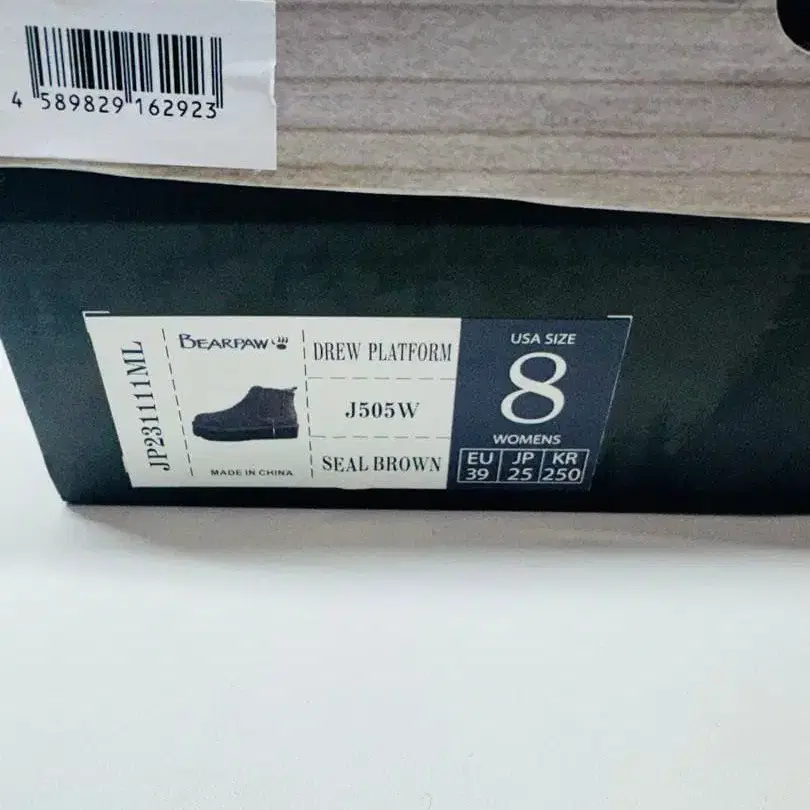 4 589829 162923
JP231111ML
BEARPAW
MADE IN CHINA
DREW PLATFORM
J505W
SEAL BROWN
USA SIZE
8
WOMENS
EU JP KR
39 25 250